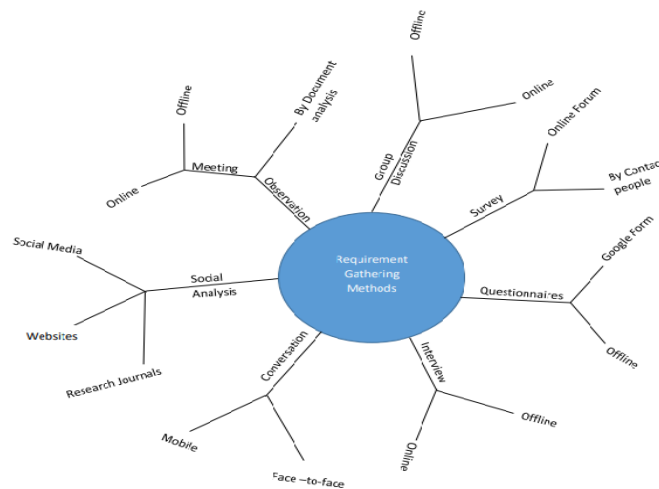 Requirement
Gathering
Methods
Group
Discussion
Offline
Online
Survey
Online Forum
By Contac
people
Questionnaires
Google Form
Offline
Interview
Offline
Online
Conversation
Face –to-face
Mobile
Social
Analysis
Research Journals
Websites
Social Media
Observation
Meeting
Online
Offline
By Document
analysis